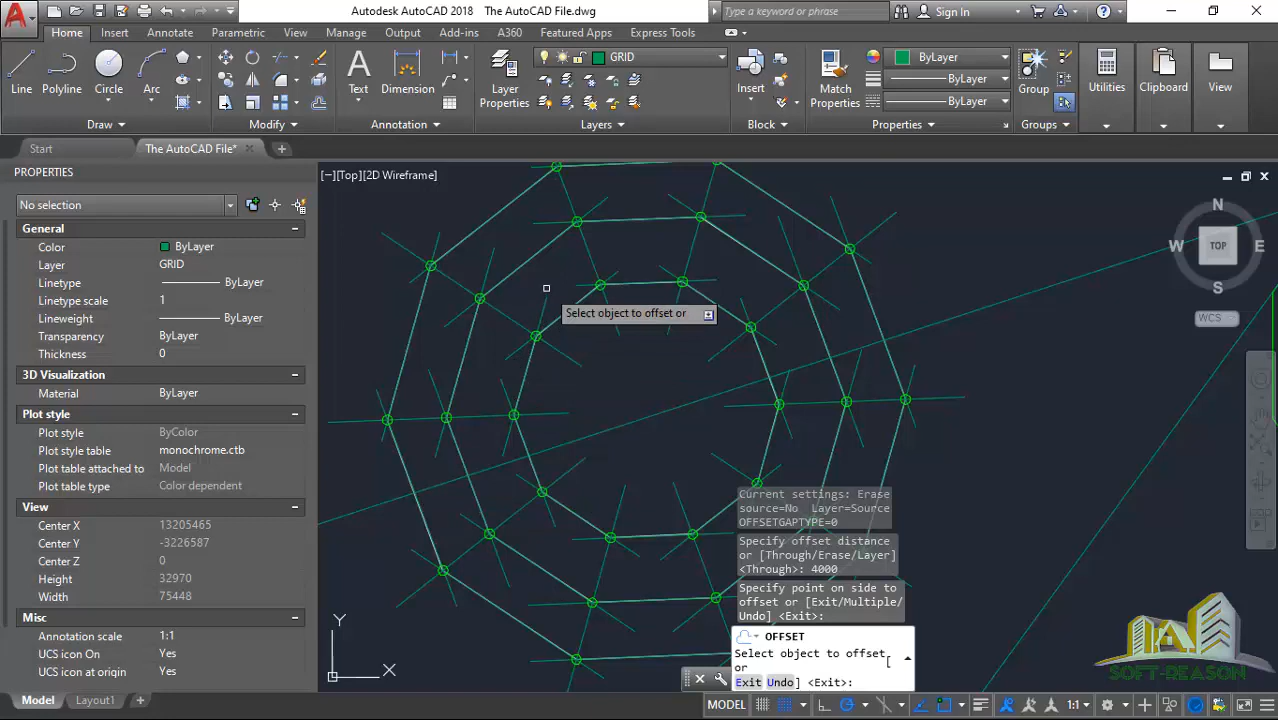 Autodesk AutoCAD 2018 The AutoCAD File.dwg
Type a keyword or phrase
Sign In
Home Insert Annotate Parametric View Manage Output Add-ins A360 Featured Apps Express Tools
GRID
ByLayer
ByLayer
ByLayer
Line Polyline Circle Arc
Text Dimension
Layer Properties
Insert
Match Properties
Group
Utilities
Clipboard
View
Draw
Modify
Annotation
Layers
Block
Properties
Groups
Start
The AutoCAD File*
PROPERTIES
No selection
General
Color ByLayer
Layer GRID
Linetype ByLayer
Linetype scale 1
Lineweight ByLayer
Transparency ByLayer
Thickness 0
3D Visualization
Material ByLayer
Plot style
Plot style ByColor
Plot style table monochrome.ctb
Plot table attached to Model
Plot table type Color dependent
View
Center X 13205465
Center Y -3226587
Center Z 0
Height 32970
Width 75448
Misc
Annotation scale 1:1
UCS icon On Yes
UCS icon at origin Yes
[−][Top][2D Wireframe]
Select object to offset or
N
W TOP E
S
WCS
Current settings: Erase
source=No Layer=Source
OFFSETGAPTYPE=0
Specify offset distance
or [Through/Erase/Layer]
<Through>: 4000
Specify point on side to
offset or [Exit/Multiple/
Undo] <Exit>:
OFFSET
Select object to offset
or [
Exit Undo] <Exit>:
Y
X
SOFT-REASON
Model Layout1 +
MODEL
1:1